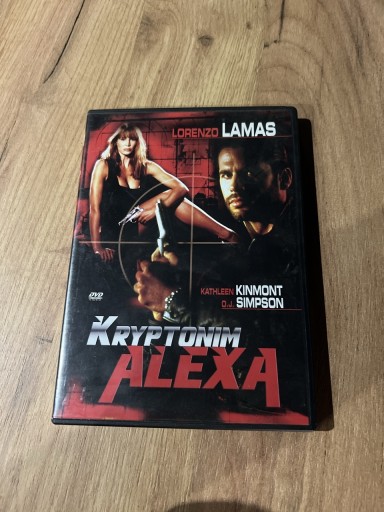 LORENZO LAMAS
KATHLEEN KINMONT
O.J. SIMPSON
DVD
KRYPTONIM
ALEXA